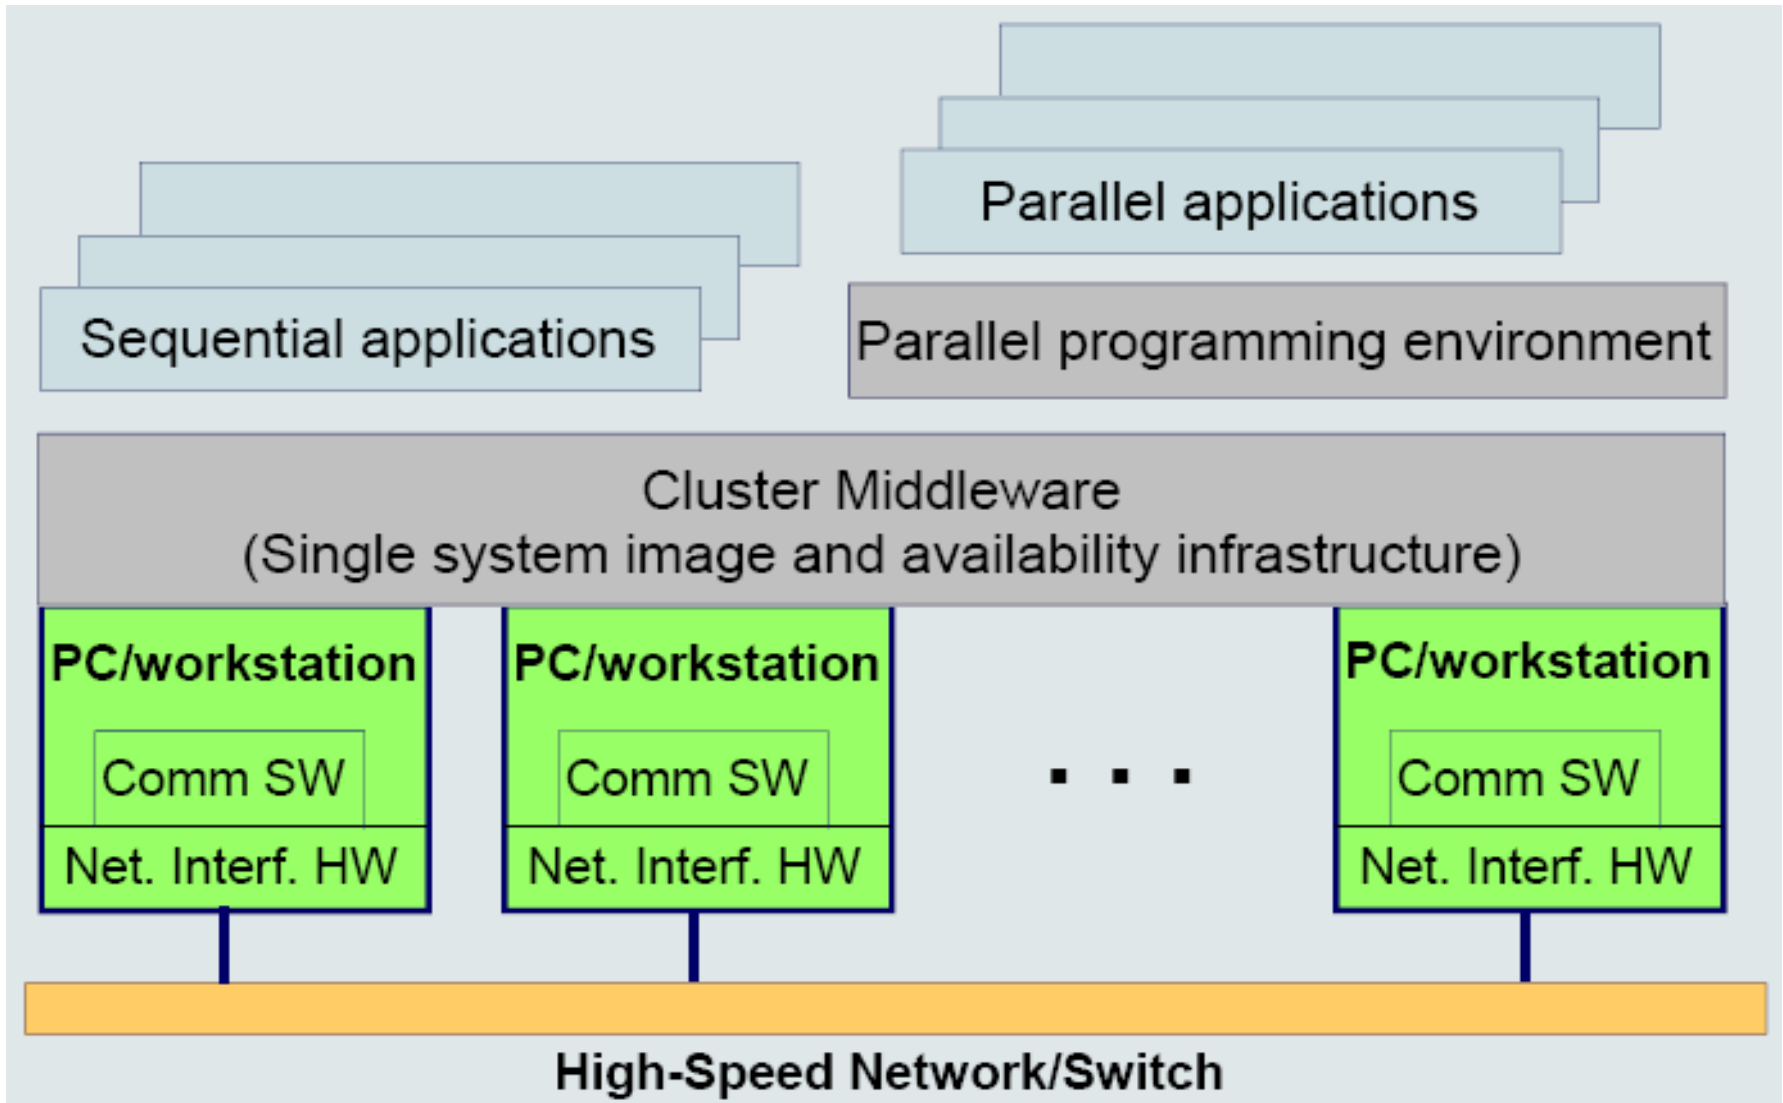 Parallel applications
Sequential applications
Parallel programming environment
Cluster Middleware
(Single system image and availability infrastructure)
PC/workstation
Comm SW
Net. Interf. HW
PC/workstation
Comm SW
Net. Interf. HW
. . .
PC/workstation
Comm SW
Net. Interf. HW
High-Speed Network/Switch